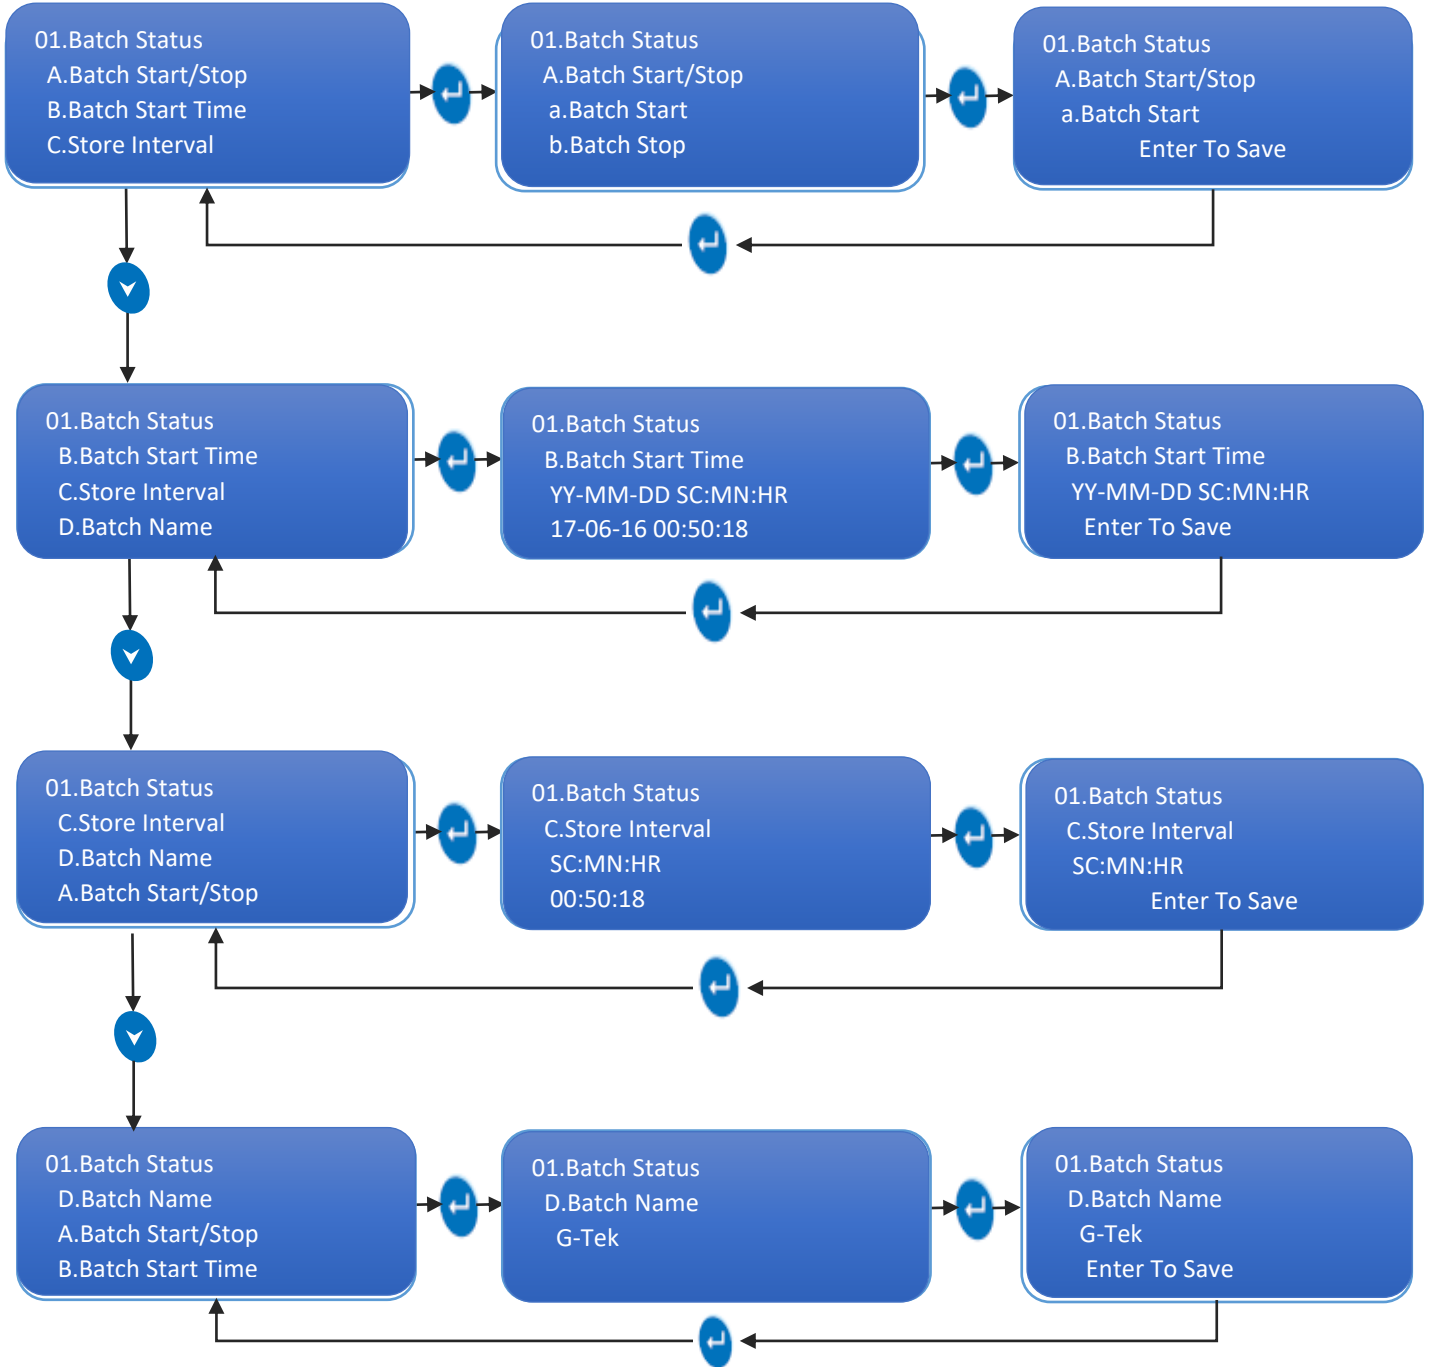 01.Batch Status
A.Batch Start/Stop
B.Batch Start Time
C.Store Interval
01.Batch Status
A.Batch Start/Stop
a.Batch Start
b.Batch Stop
01.Batch Status
A.Batch Start/Stop
a.Batch Start
Enter To Save
01.Batch Status
B.Batch Start Time
C.Store Interval
D.Batch Name
01.Batch Status
B.Batch Start Time
YY-MM-DD SC:MN:HR
17-06-16 00:50:18
01.Batch Status
B.Batch Start Time
YY-MM-DD SC:MN:HR
Enter To Save
01.Batch Status
C.Store Interval
D.Batch Name
A.Batch Start/Stop
01.Batch Status
C.Store Interval
SC:MN:HR
00:50:18
01.Batch Status
C.Store Interval
SC:MN:HR
Enter To Save
01.Batch Status
D.Batch Name
A.Batch Start/Stop
B.Batch Start Time
01.Batch Status
D.Batch Name
G-Tek
01.Batch Status
D.Batch Name
G-Tek
Enter To Save